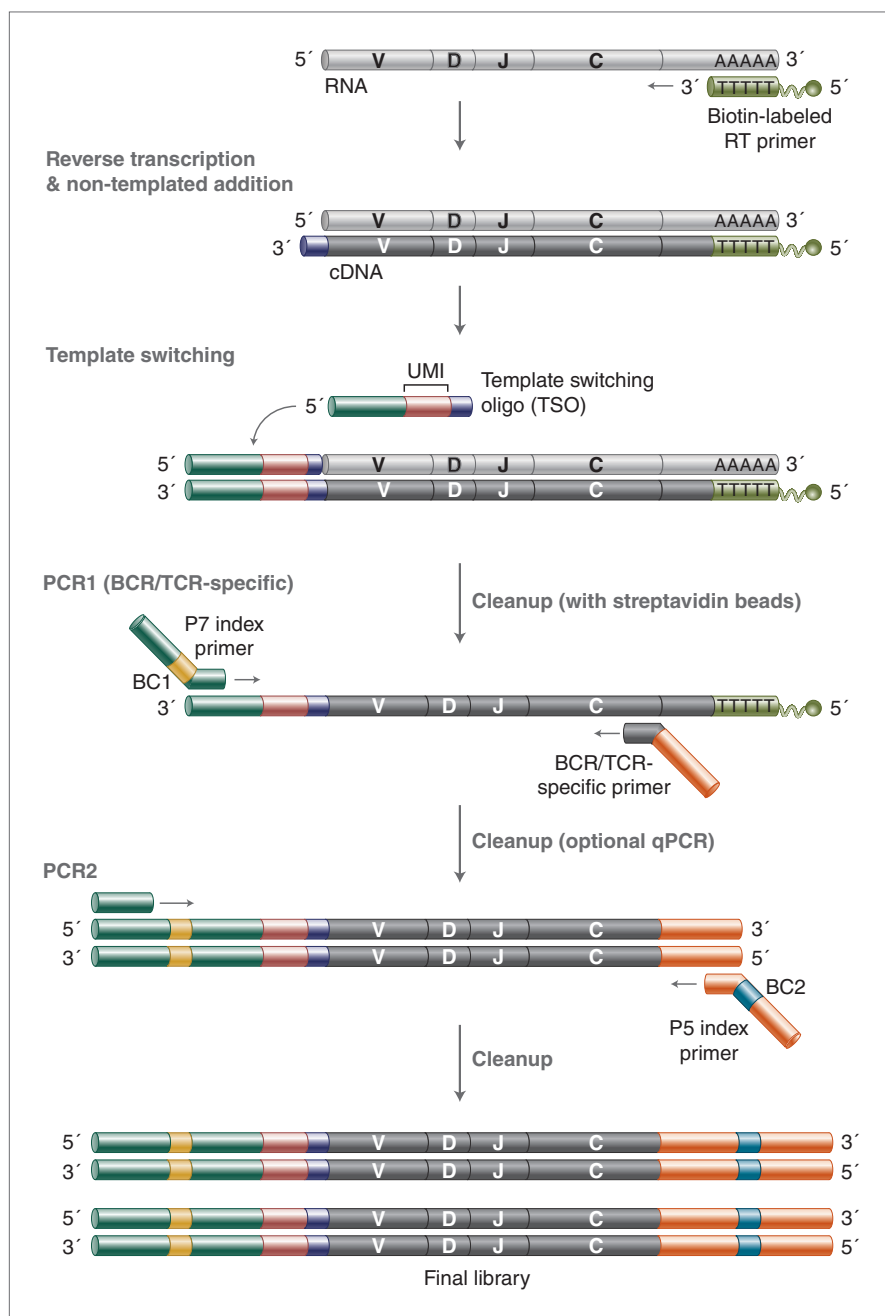 5´ V D J C AAAAA 3´
RNA
3´ TTTTT 5´
Biotin-labeled
RT primer
Reverse transcription
& non-templated addition
5´ V D J C AAAAA 3´
3´ V D J C TTTTT 5´
cDNA
Template switching
UMI
5´
Template switching
oligo (TSO)
5´ V D J C AAAAA 3´
3´ TTTTT 5´
PCR1 (BCR/TCR-specific)
Cleanup (with streptavidin beads)
P7 index
primer
BC1
3´ V D J C TTTTT 5´
BCR/TCR-
specific primer
Cleanup (optional qPCR)
PCR2
5´ V D J C 3´
3´ V D J C 5´
BC2
P5 index
primer
Cleanup
5´ V D J C 3´
3´ V D J C 5´
5´ V D J C 3´
3´ V D J C 5´
Final library